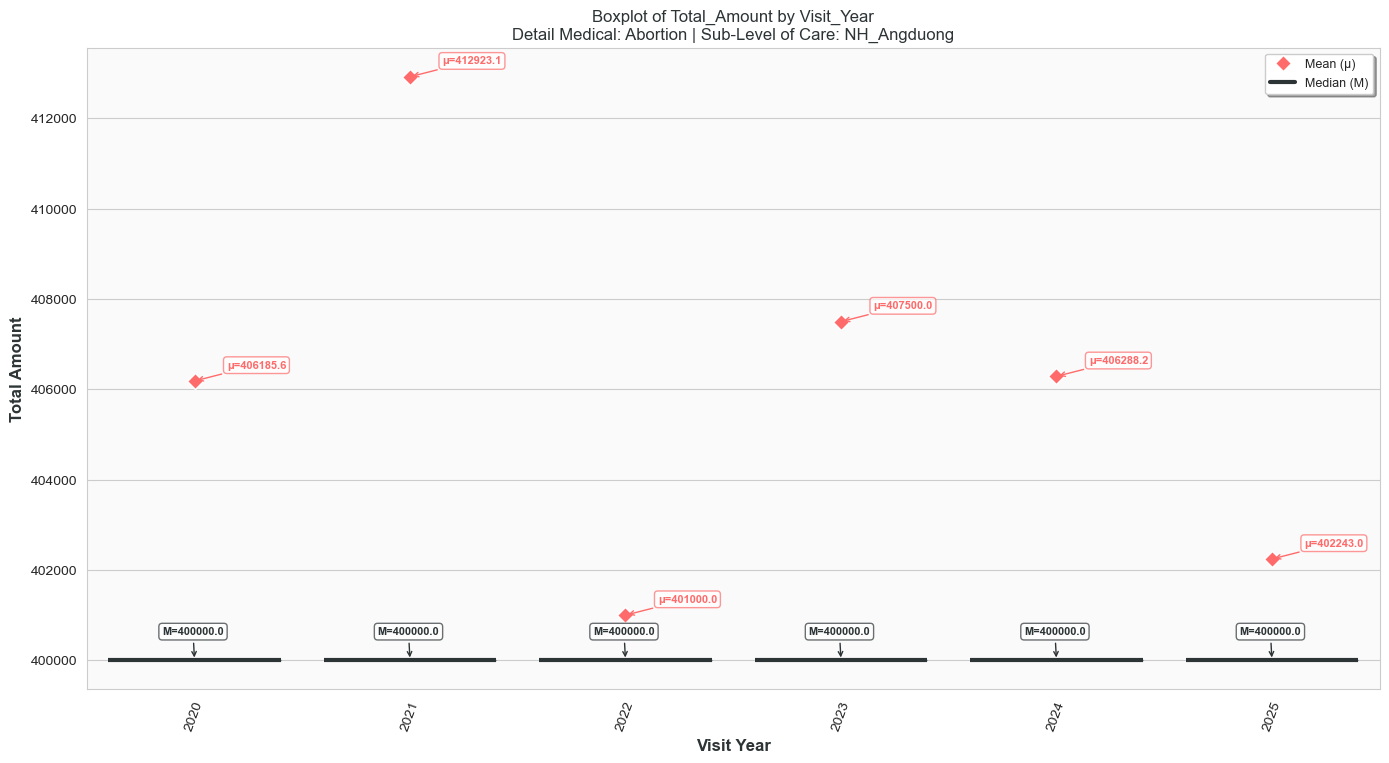 Boxplot of Total_Amount by Visit_Year
Detail Medical: Abortion | Sub-Level of Care: NH_Angduong
Mean (μ)
Median (M)
Total Amount
412000
410000
408000
406000
404000
402000
400000
μ=406185.6
μ=412923.1
μ=401000.0
μ=407500.0
μ=406288.2
μ=402243.0
M=400000.0
M=400000.0
M=400000.0
M=400000.0
M=400000.0
M=400000.0
2020
2021
2022
2023
2024
2025
Visit Year